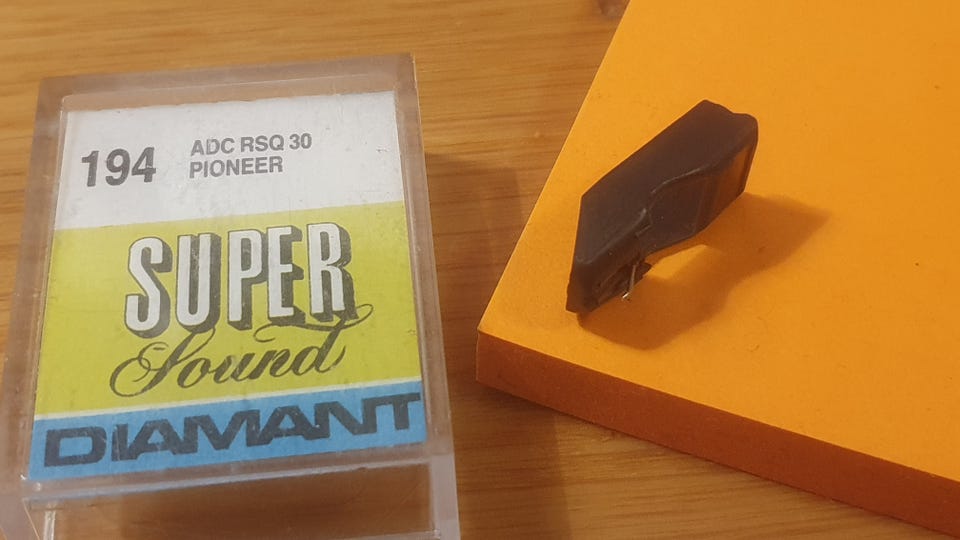 194
ADC RSQ 30
PIONEER
SUPER
Sound
DIAMANT